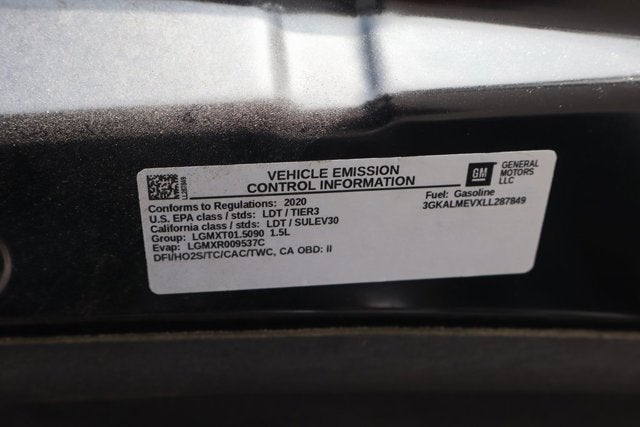 VEHICLE EMISSION
CONTROL INFORMATION
GM
GENERAL
MOTORS
LLC
Conforms to Regulations: 2020
Fuel: Gasoline
U.S. EPA class / stds: LDT / TIER3
3GKALMEVXLL287849
California class / stds: LDT / SULEV30
Group: LGMXT01.5090 1.5L
Evap: LGMXR009537C
DFI/HO2S/TC/CAC/TWC, CA OBD: II
LL287849